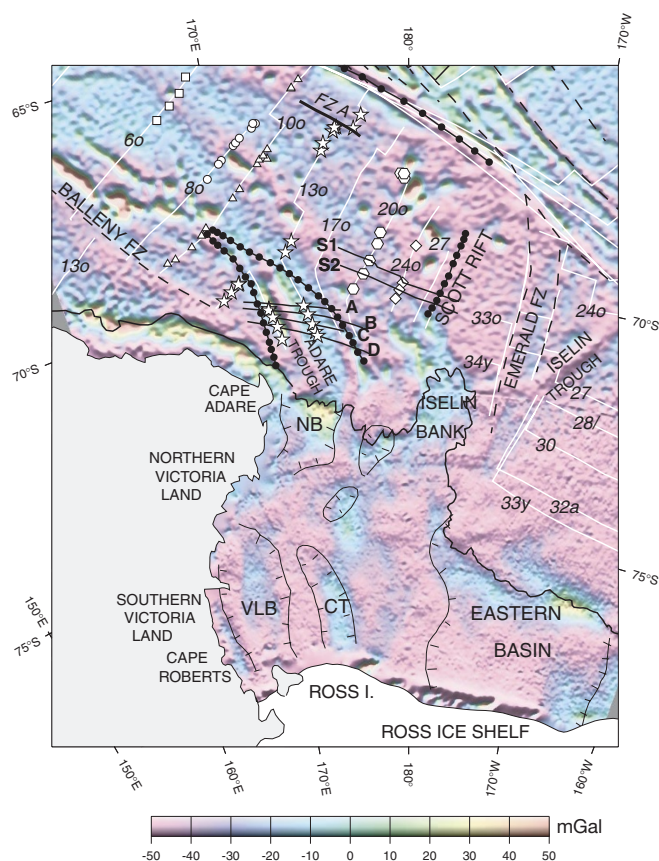 170°E
180°
170°W
65°S
FZ A
10o
6o
8o
13o
20o
17o
BALLENY FZ
S1
27
S2
24o
13o
SCOTT RIFT
A
33o
24o
B
EMERALD FZ
70°S
C
D
34y
ISELIN
TROUGH
ADARE
TROUGH
70°S
CAPE
ADARE
27
ISELIN
BANK
28/
NB
30
NORTHERN
VICTORIA
LAND
33y
32a
75°S
SOUTHERN
VICTORIA
LAND
VLB
CT
EASTERN
BASIN
150°E
75°S
CAPE
ROBERTS
ROSS I.
ROSS ICE SHELF
150°E
160°E
170°E
180°
170°W
160°W
mGal
-50 -40 -30 -20 -10 0 10 20 30 40 50